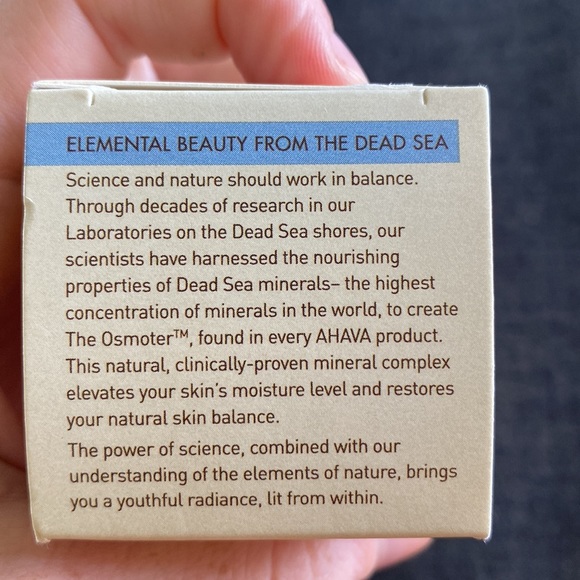 ELEMENTAL BEAUTY FROM THE DEAD SEA
Science and nature should work in balance.
Through decades of research in our
Laboratories on the Dead Sea shores, our
scientists have harnessed the nourishing
properties of Dead Sea minerals– the highest
concentration of minerals in the world, to create
The Osmoter™, found in every AHAVA product.
This natural, clinically-proven mineral complex
elevates your skin's moisture level and restores
your natural skin balance.
The power of science, combined with our
understanding of the elements of nature, brings
you a youthful radiance, lit from within.